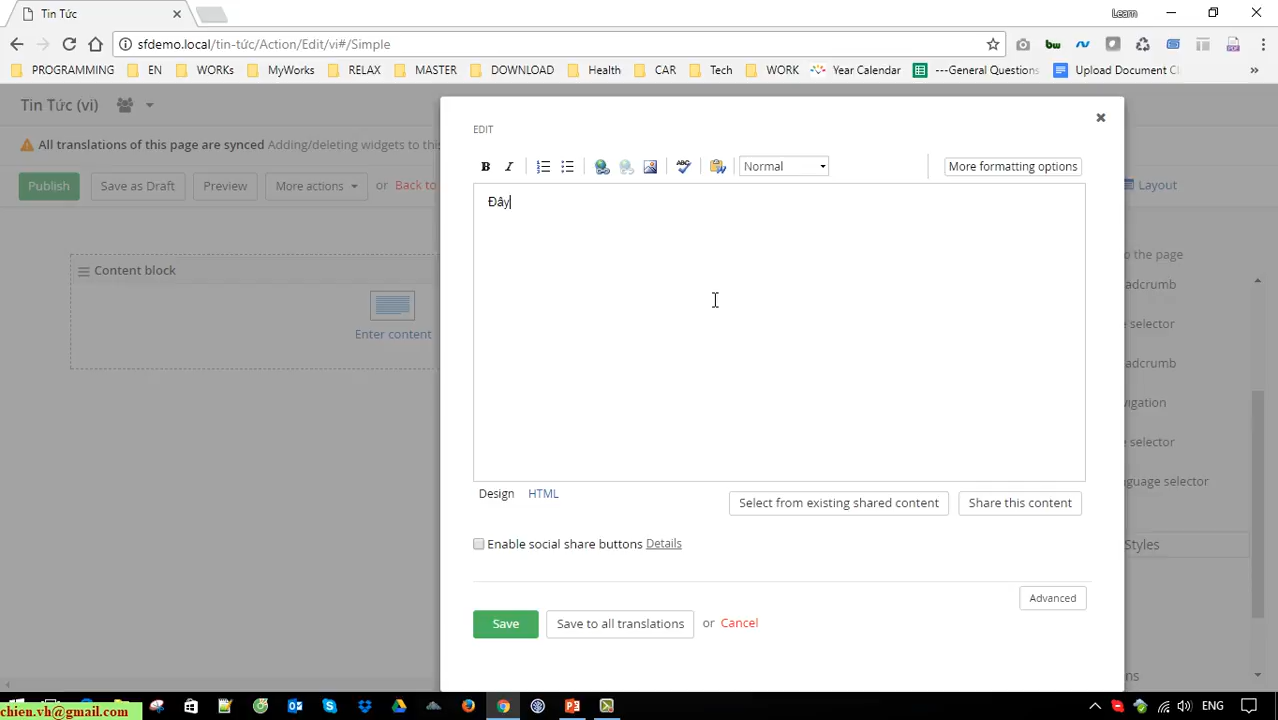 Tin Tức
Learn
sfdemo.local/tin-tức/Action/Edit/vi#/Simple
PROGRAMMING EN WORKs MyWorks RELAX MASTER DOWNLOAD Health CAR Tech WORK Year Calendar ---General Questions Upload Document Cl
Tin Tức (vi)
All translations of this page are synced Adding/deleting widgets to this
Publish Save as Draft Preview More actions or Back to
Layout
Content block
Enter content
EDIT
B I ABC Normal More formatting options
Đây
Design HTML
Select from existing shared content Share this content
Enable social share buttons Details
Advanced
Save Save to all translations or Cancel
to the page
eadcrumb
e selector
eadcrumb
vigation
e selector
nguage selector
Styles
ENG
chien.vh@gmail.com